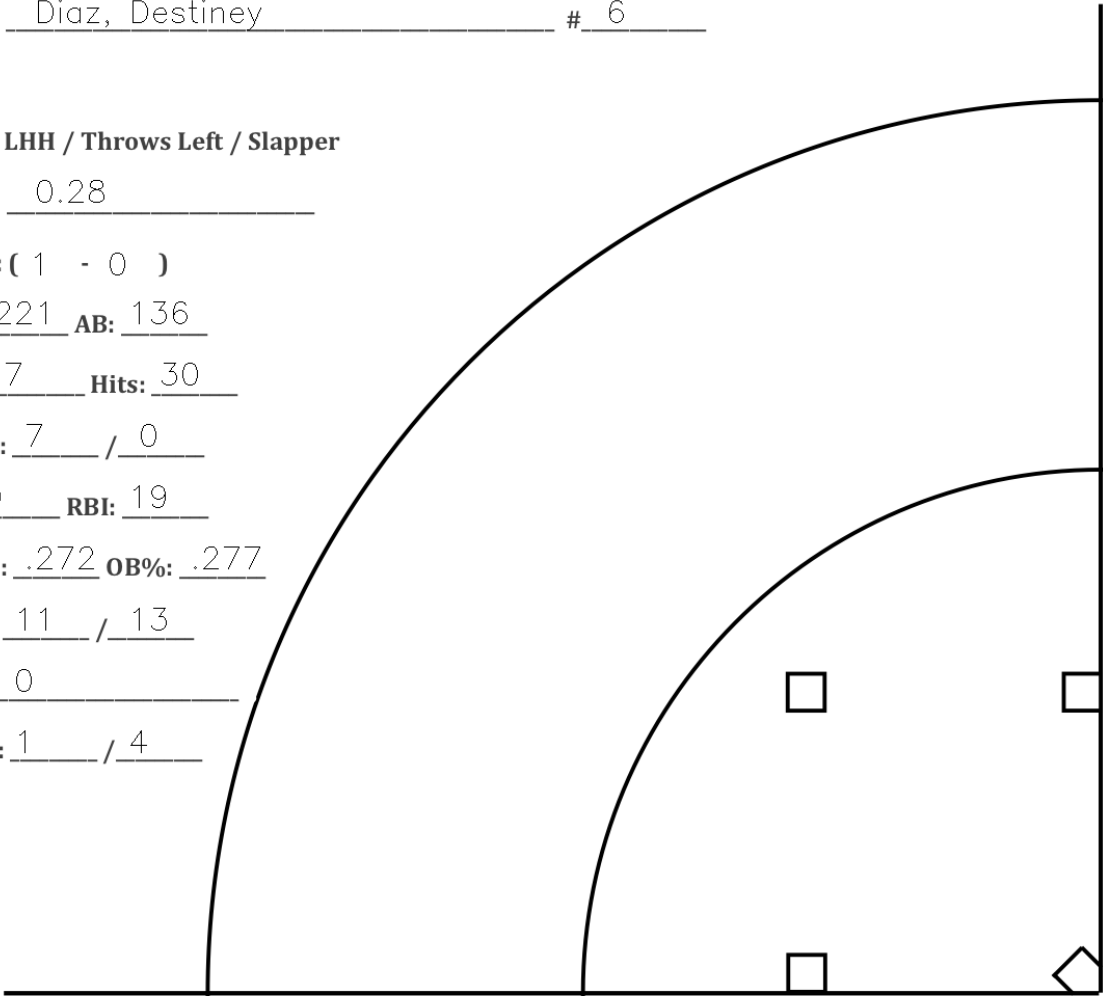 Diaz, Destiney # 6
LHH / Throws Left / Slapper
0.28
: ( 1 - 0 )
221 AB: 136
7 Hits: 30
: 7 / 0
RBI: 19
: .272 OB%: .277
11 / 13
0
: 1 / 4